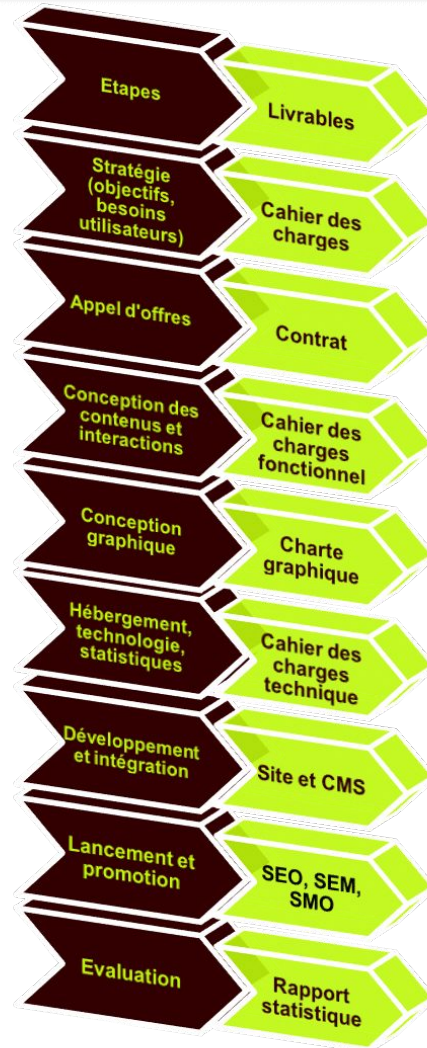 Etapes
Livrables
Stratégie
(objectifs,
besoins
utilisateurs)
Cahier des
charges
Appel d'offres
Contrat
Conception des
contenus et
interactions
Cahier des
charges
fonctionnel
Conception
graphique
Charte
graphique
Hébergement,
technologie,
statistiques
Cahier des
charges
technique
Développement
et intégration
Site et CMS
Lancement et
promotion
SEO, SEM,
SMO
Evaluation
Rapport
statistique